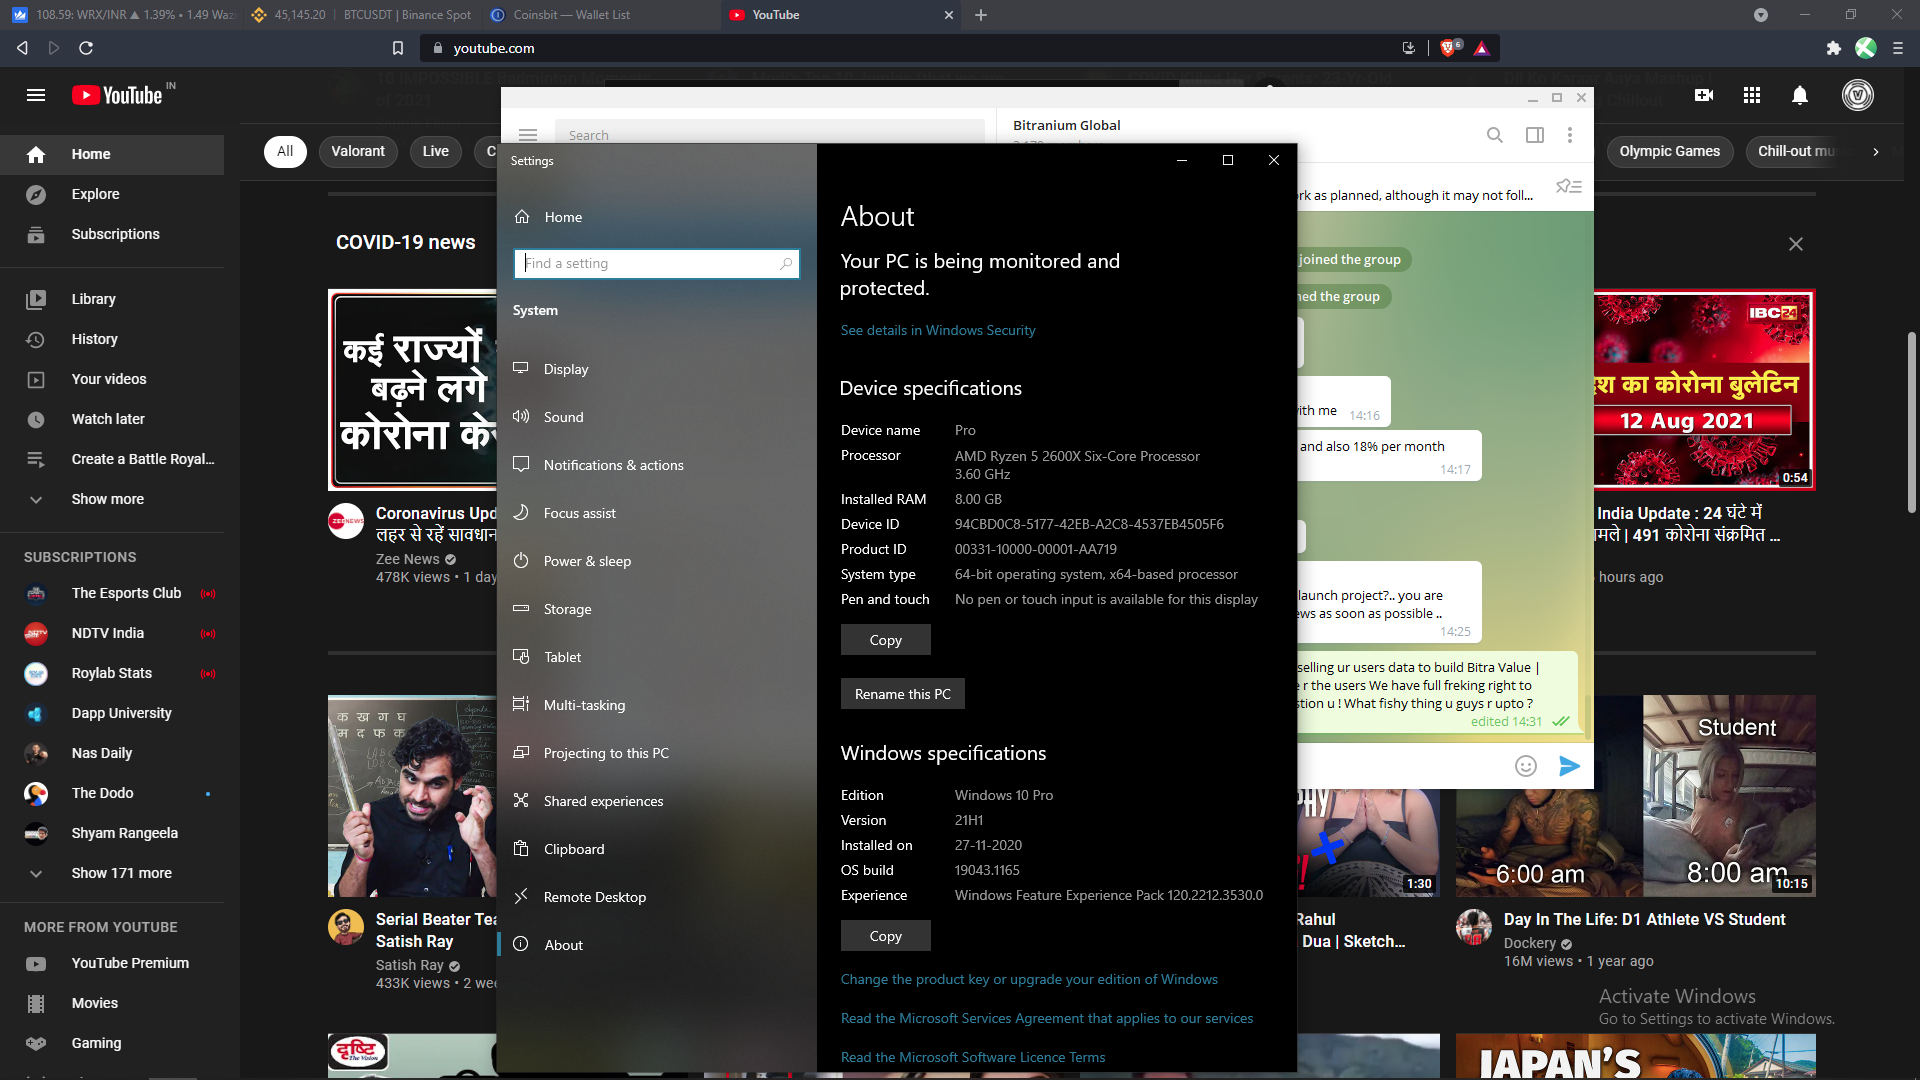 108.59: WRX/INR ▲ 1.39% • 1.49 Waz
45,145.20 | BTCUSDT | Binance Spot
Coinsbit — Wallet List
YouTube
youtube.com
6
YouTube IN
Home
Explore
Subscriptions
Library
History
Your videos
Watch later
Create a Battle Royal...
Show more
SUBSCRIPTIONS
The Esports Club
NDTV India
Roylab Stats
Dapp University
Nas Daily
The Dodo
Shyam Rangeela
Show 171 more
MORE FROM YOUTUBE
YouTube Premium
Movies
Gaming
All
Valorant
Live
C
Olympic Games
Chill-out mu
COVID-19 news
कई राज्यों
बढ़ने लगे
कोरोना के
Coronavirus Upd
लहर से रहें सावधान
Zee News
478K views • 1 day
Serial Beater Tea
Satish Ray
Satish Ray
433K views • 2 wee
दृष्टि
The Vision
Search
Bitranium Global
rk as planned, although it may not foll...
joined the group
ned the group
with me 14:16
and also 18% per month
14:17
launch project?.. you are
ews as soon as possible ..
14:25
selling ur users data to build Bitra Value |
e r the users We have full freking right to
stion u ! What fishy thing u guys r upto ?
edited 14:31
Settings
Home
Find a setting
System
Display
Sound
Notifications & actions
Focus assist
Power & sleep
Storage
Tablet
Multi-tasking
Projecting to this PC
Shared experiences
Clipboard
Remote Desktop
About
About
Your PC is being monitored and
protected.
See details in Windows Security
Device specifications
Device name Pro
Processor AMD Ryzen 5 2600X Six-Core Processor
3.60 GHz
Installed RAM 8.00 GB
Device ID 94CBD0C8-5177-42EB-A2C8-4537EB4505F6
Product ID 00331-10000-00001-AA719
System type 64-bit operating system, x64-based processor
Pen and touch No pen or touch input is available for this display
Copy
Rename this PC
Windows specifications
Edition Windows 10 Pro
Version 21H1
Installed on 27-11-2020
OS build 19043.1165
Experience Windows Feature Experience Pack 120.2212.3530.0
Copy
Change the product key or upgrade your edition of Windows
Read the Microsoft Services Agreement that applies to our services
Read the Microsoft Software Licence Terms
IBC24
श का कोरोना बुलेटिन
12 Aug 2021
0:54
India Update : 24 घंटे में
मले | 491 कोरोना संक्रमित ...
hours ago
PHY
1:30
Rahul
Dua | Sketch...
Student
6:00 am
8:00 am
10:15
Day In The Life: D1 Athlete VS Student
Dockery
16M views • 1 year ago
Activate Windows
Go to Settings to activate Windows.
JAPAN'S